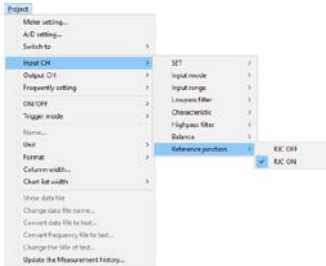 Project
Meter setting...
A/D setting...
Switch to
Input CH
Output CH
Frequently setting
ON/OFF
Trigger mode
Name...
Unit
Format
Column width...
Chart list width
Show data file
Change data file name...
Convert data file to text...
Convert frequency file to text...
Change the title of test...
Update the Measurement history...
SET
Input mode
Input range
Lowpass filter
Characteristic
Highpass filter
Balance
Reference junction
RJC OFF
RJC ON